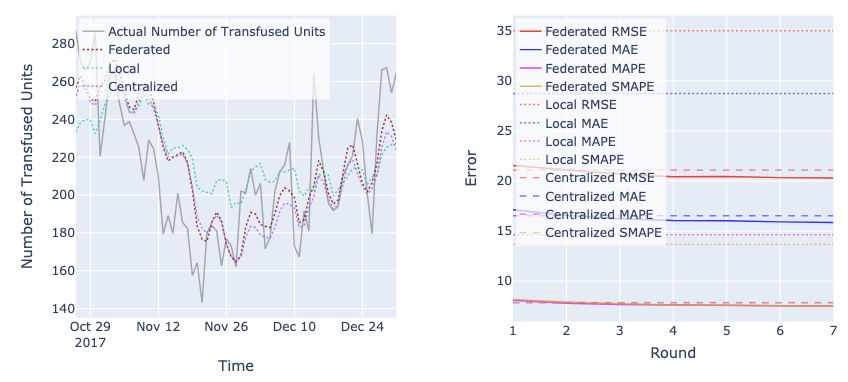 280
260
240
220
200
180
160
140
Number of Transfused Units
Actual Number of Transfused Units
Federated
Local
Centralized
Oct 29
2017
Nov 12
Nov 26
Dec 10
Dec 24
Time
35
30
25
20
15
10
Error
Federated RMSE
Federated MAE
Federated MAPE
Federated SMAPE
Local RMSE
Local MAE
Local MAPE
Local SMAPE
Centralized RMSE
Centralized MAE
Centralized MAPE
Centralized SMAPE
1 2 3 4 5 6 7
Round